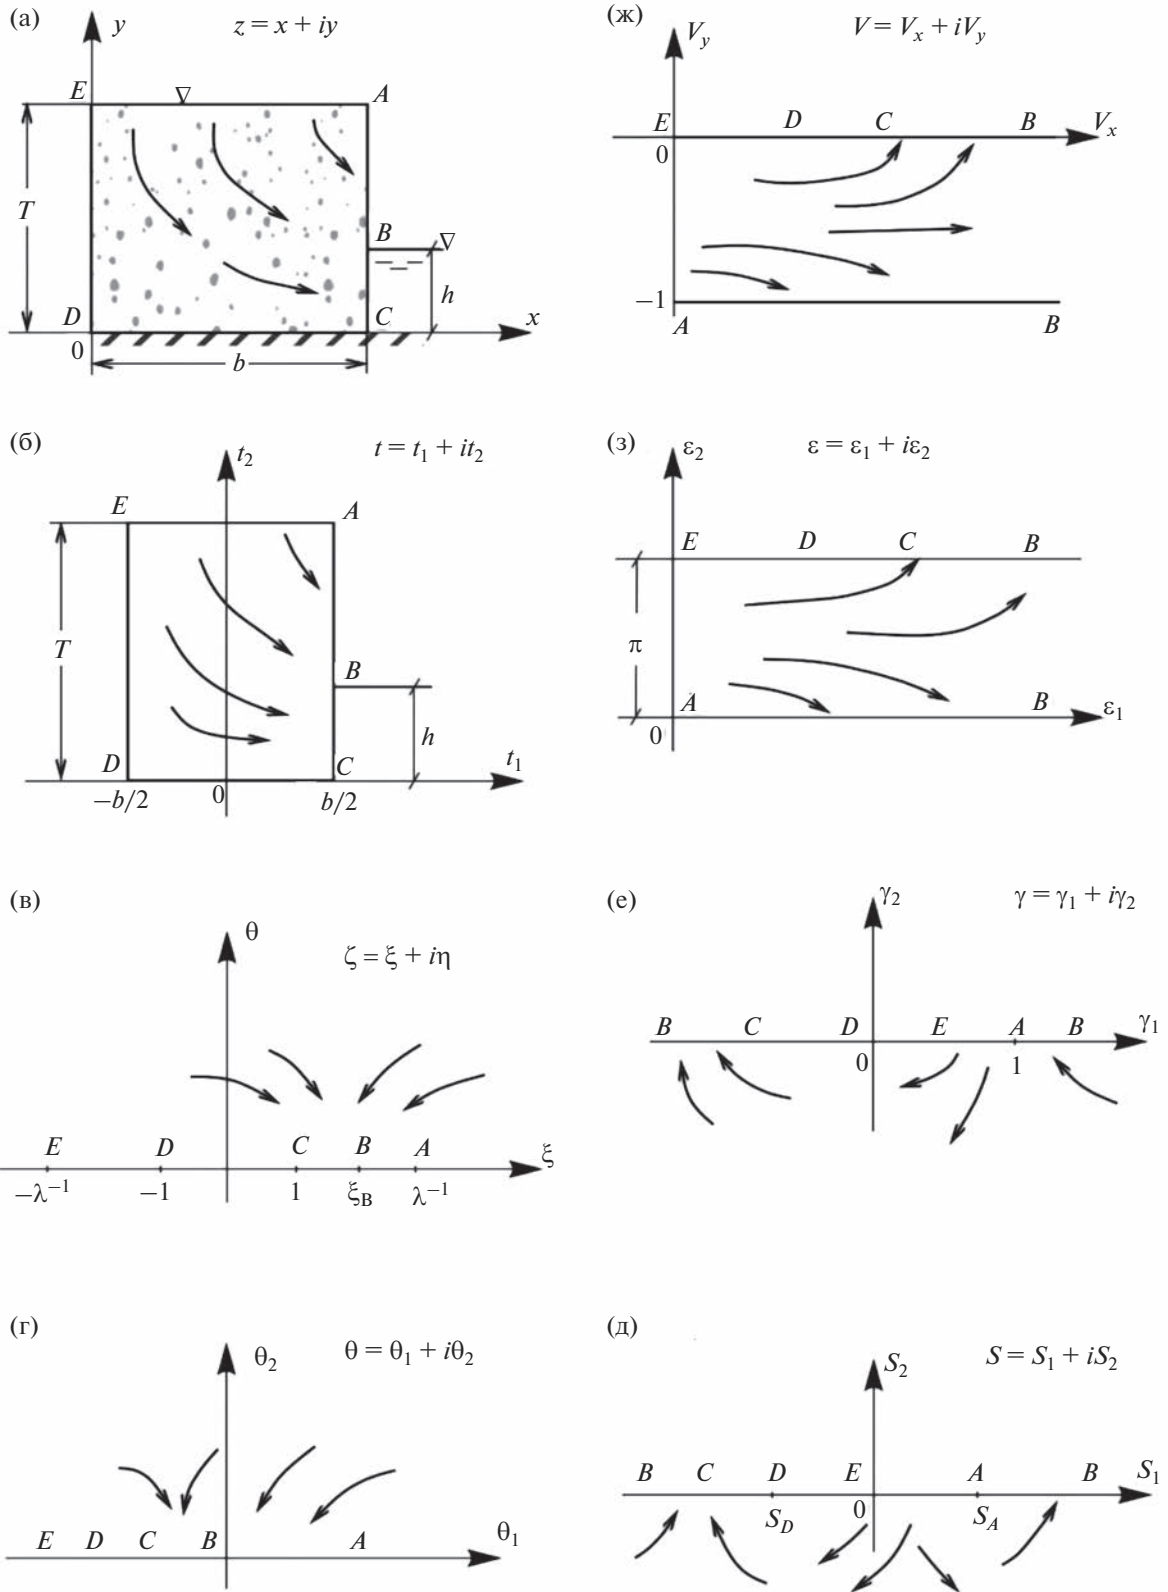 (а)
y
z = x + iy
E
∇
A
T
B
∇
h
D
C
x
0
b
(ж)
V_y
V = V_x + iV_y
E
D
C
B
V_x
0
−1
A
B
(б)
t_2
t = t_1 + it_2
E
A
T
B
h
D
C
t_1
−b/2
0
b/2
(з)
ε_2
ε = ε_1 + iε_2
E
D
C
B
π
A
B
ε_1
0
(в)
θ
ζ = ξ + iη
E
D
C
B
A
ξ
−λ^{−1}
−1
1
ξ_B
λ^{−1}
(е)
γ_2
γ = γ_1 + iγ_2
B
C
D
E
A
B
γ_1
0
1
(г)
θ_2
θ = θ_1 + iθ_2
E
D
C
B
A
θ_1
(д)
S_2
S = S_1 + iS_2
B
C
D
E
A
B
S_1
S_D
0
S_A